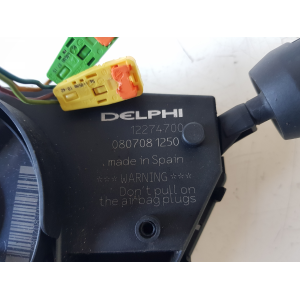 DELPHI
12274700
080708 1250
. made in Spain
*** WARNING ***
Don't pull on
the airbag plugs